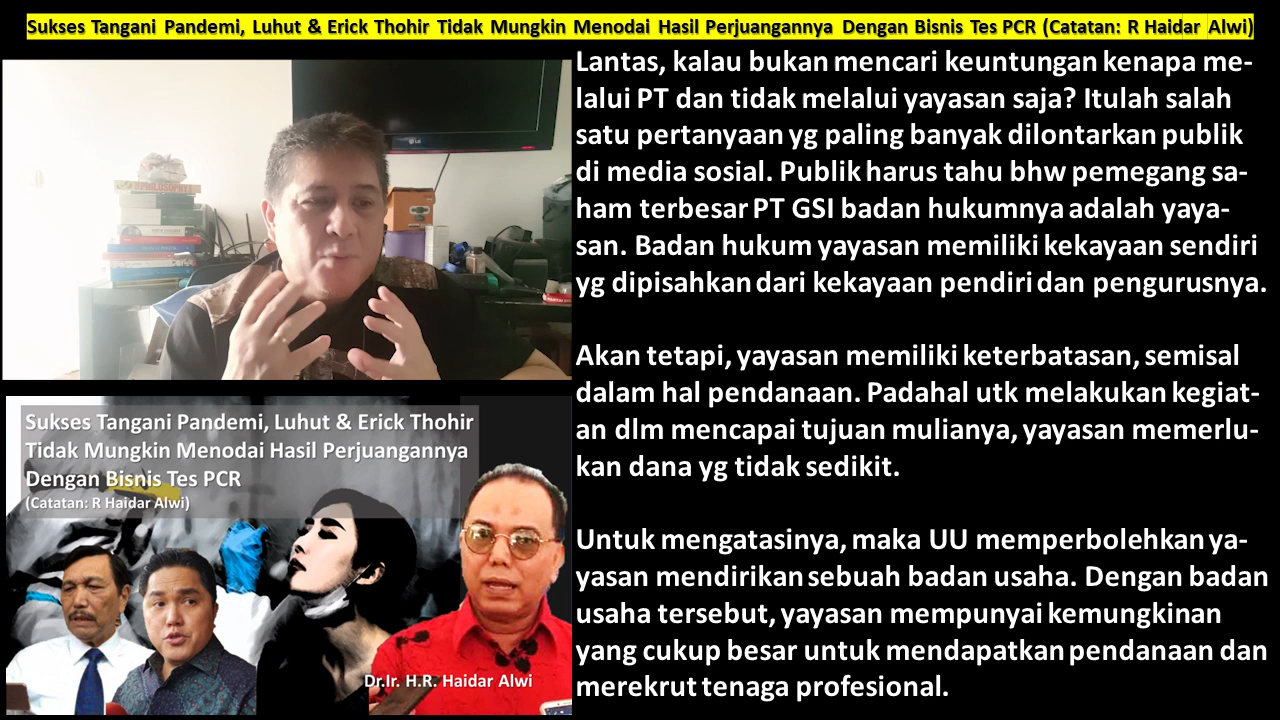 Sukses Tangani Pandemi, Luhut & Erick Thohir Tidak Mungkin Menodai Hasil Perjuangannya Dengan Bisnis Tes PCR (Catatan: R Haidar Alwi)
Lantas, kalau bukan mencari keuntungan kenapa me-
lalui PT dan tidak melalui yayasan saja? Itulah salah
satu pertanyaan yg paling banyak dilontarkan publik
di media sosial. Publik harus tahu bhw pemegang sa-
ham terbesar PT GSI badan hukumnya adalah yaya-
san. Badan hukum yayasan memiliki kekayaan sendiri
yg dipisahkan dari kekayaan pendiri dan pengurusnya.
Akan tetapi, yayasan memiliki keterbatasan, semisal
dalam hal pendanaan. Padahal utk melakukan kegiat-
an dlm mencapai tujuan mulianya, yayasan memerlu-
kan dana yg tidak sedikit.
Untuk mengatasinya, maka UU memperbolehkan ya-
yasan mendirikan sebuah badan usaha. Dengan badan
usaha tersebut, yayasan mempunyai kemungkinan
yang cukup besar untuk mendapatkan pendanaan dan
merekrut tenaga profesional.
PHILOSOPHY
LG
Sukses Tangani Pandemi, Luhut & Erick Thohir
Tidak Mungkin Menodai Hasil Perjuangannya
Dengan Bisnis Tes PCR
(Catatan: R Haidar Alwi)
Dr.Ir. H.R. Haidar Alwi